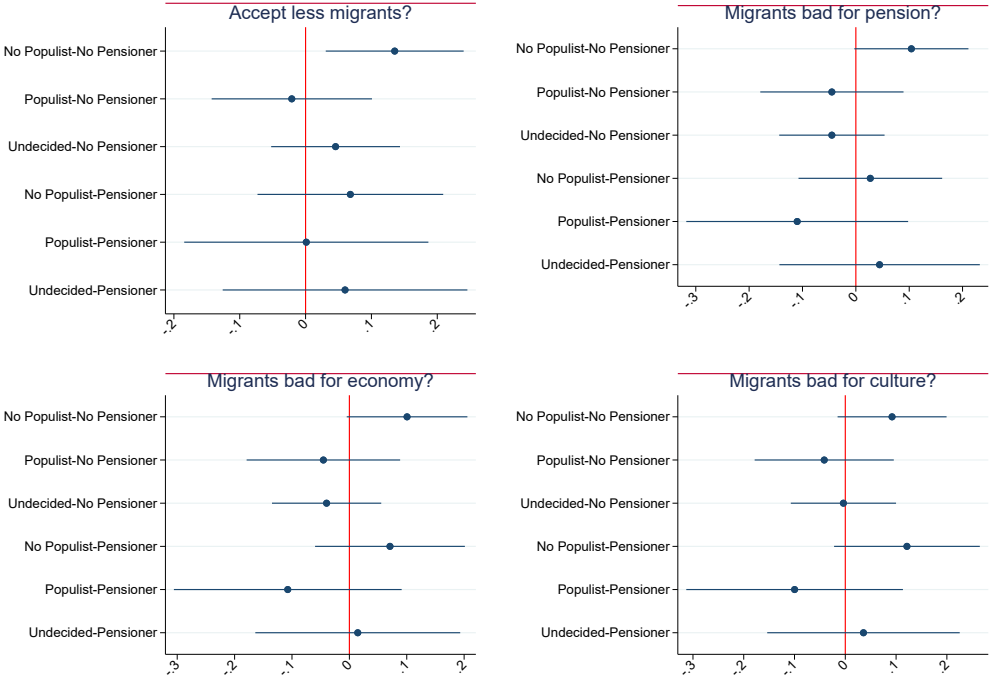 Accept less migrants?
No Populist-No Pensioner
Populist-No Pensioner
Undecided-No Pensioner
No Populist-Pensioner
Populist-Pensioner
Undecided-Pensioner
-.2 -.1 0 .1 .2
Migrants bad for pension?
No Populist-No Pensioner
Populist-No Pensioner
Undecided-No Pensioner
No Populist-Pensioner
Populist-Pensioner
Undecided-Pensioner
-.3 -.2 -.1 0 .1 .2
Migrants bad for economy?
No Populist-No Pensioner
Populist-No Pensioner
Undecided-No Pensioner
No Populist-Pensioner
Populist-Pensioner
Undecided-Pensioner
-.3 -.2 -.1 0 .1 .2
Migrants bad for culture?
No Populist-No Pensioner
Populist-No Pensioner
Undecided-No Pensioner
No Populist-Pensioner
Populist-Pensioner
Undecided-Pensioner
-.3 -.2 -.1 0 .1 .2